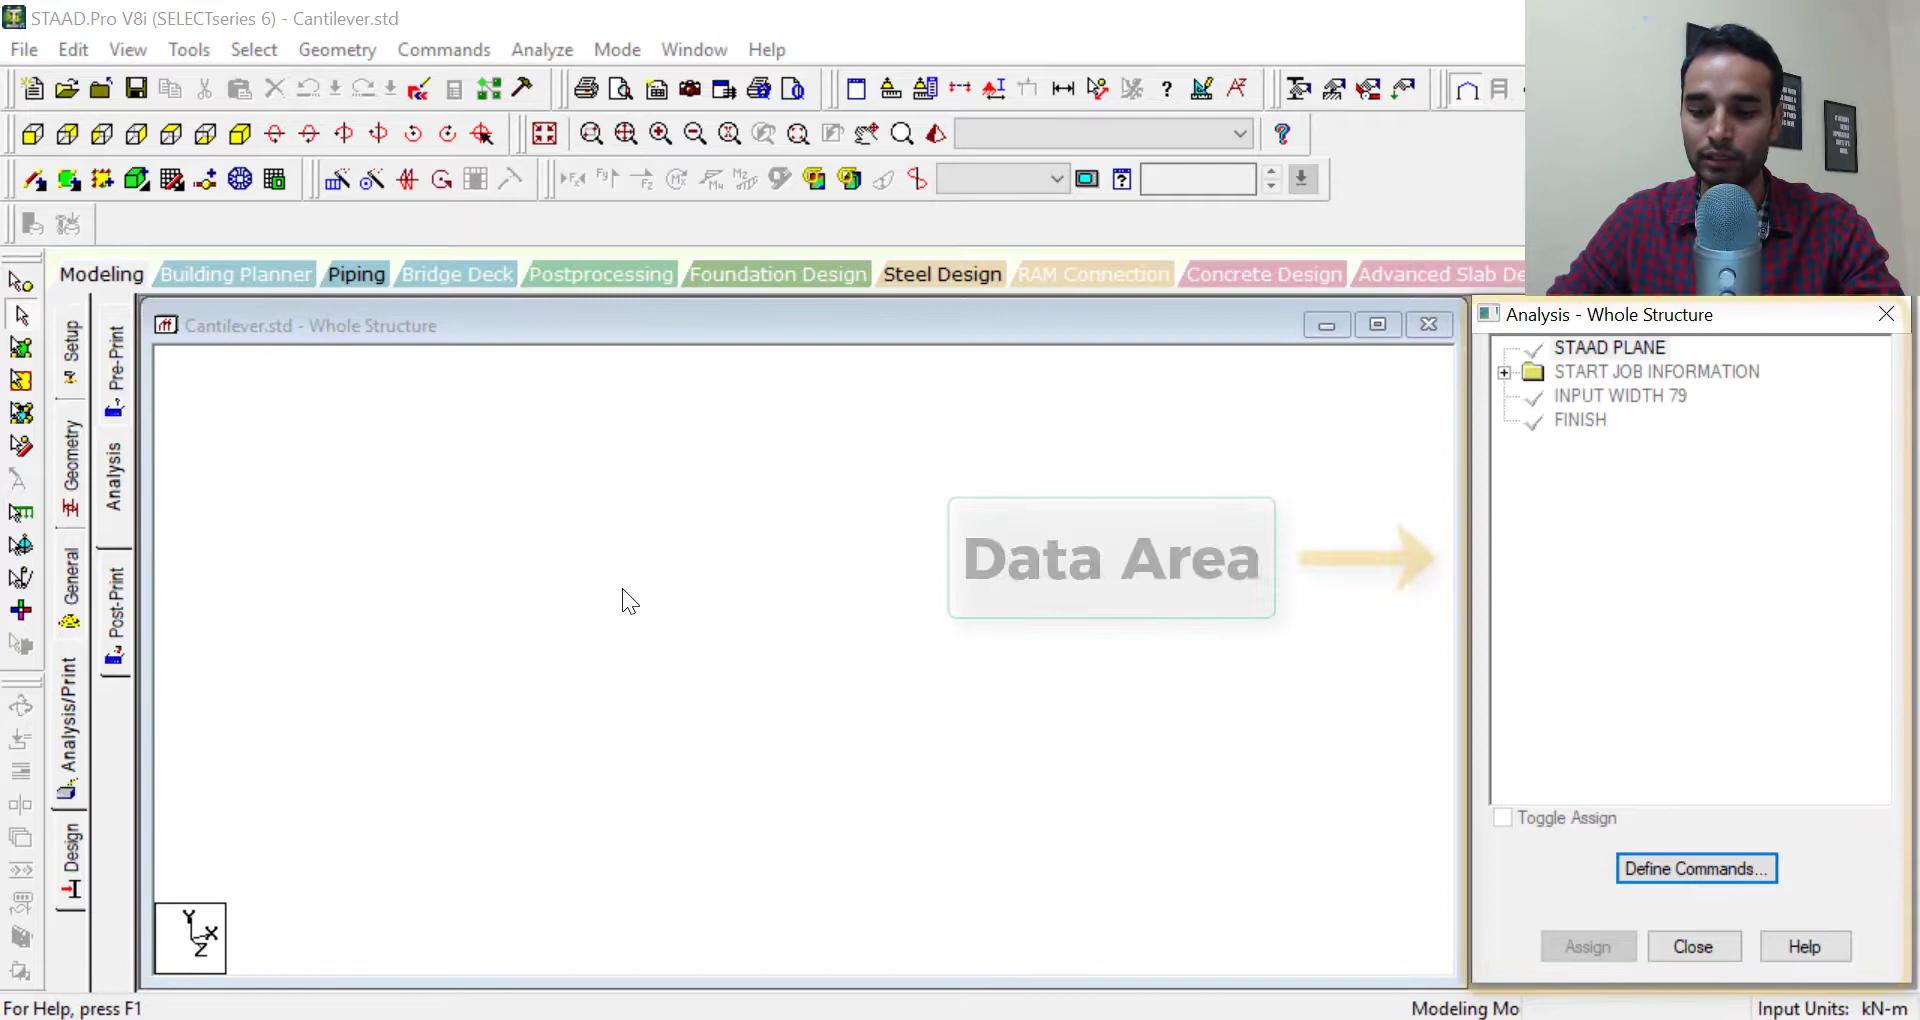 STAAD.Pro V8i (SELECTseries 6) - Cantilever.std
File Edit View Tools Select Geometry Commands Analyze Mode Window Help
Modeling Building Planner Piping Bridge Deck Postprocessing Foundation Design Steel Design RAM Connection Concrete Design Advanced Slab De
Setup
Geometry
General
Analysis/Print
Design
Pre-Print
Analysis
Post-Print
Cantilever.std - Whole Structure
Data Area
Y
X
Z
Analysis - Whole Structure
STAAD PLANE
START JOB INFORMATION
INPUT WIDTH 79
FINISH
Toggle Assign
Define Commands...
Assign Close Help
For Help, press F1
Modeling Mo
Input Units: kN-m